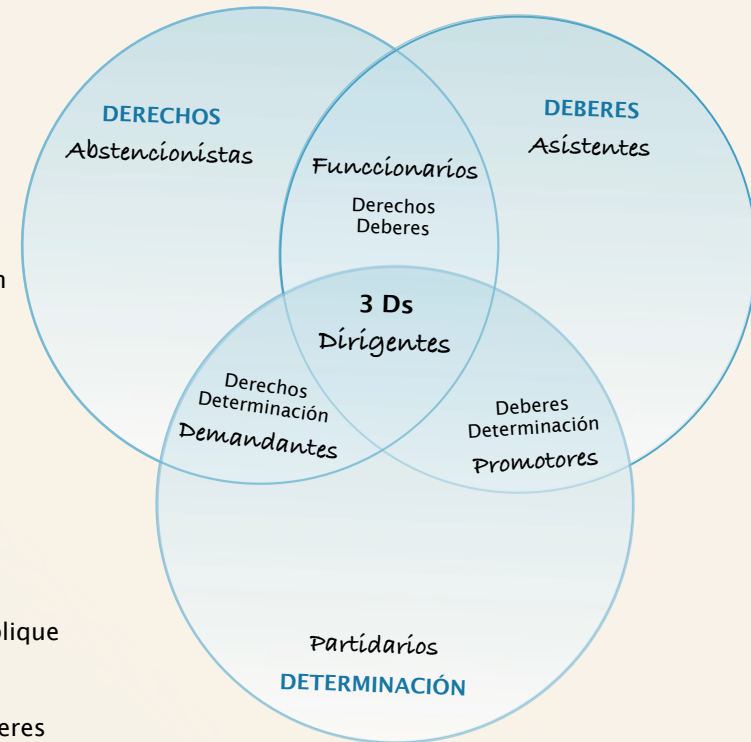 DERECHOS
Abstencionistas
DEBERES
Asistentes
Funccionarios
Derechos
Deberes
3 Ds
Dirigentes
Derechos
Determinación
Demandantes
Deberes
Determinación
Promotores
Partidarios
DETERMINACIÓN